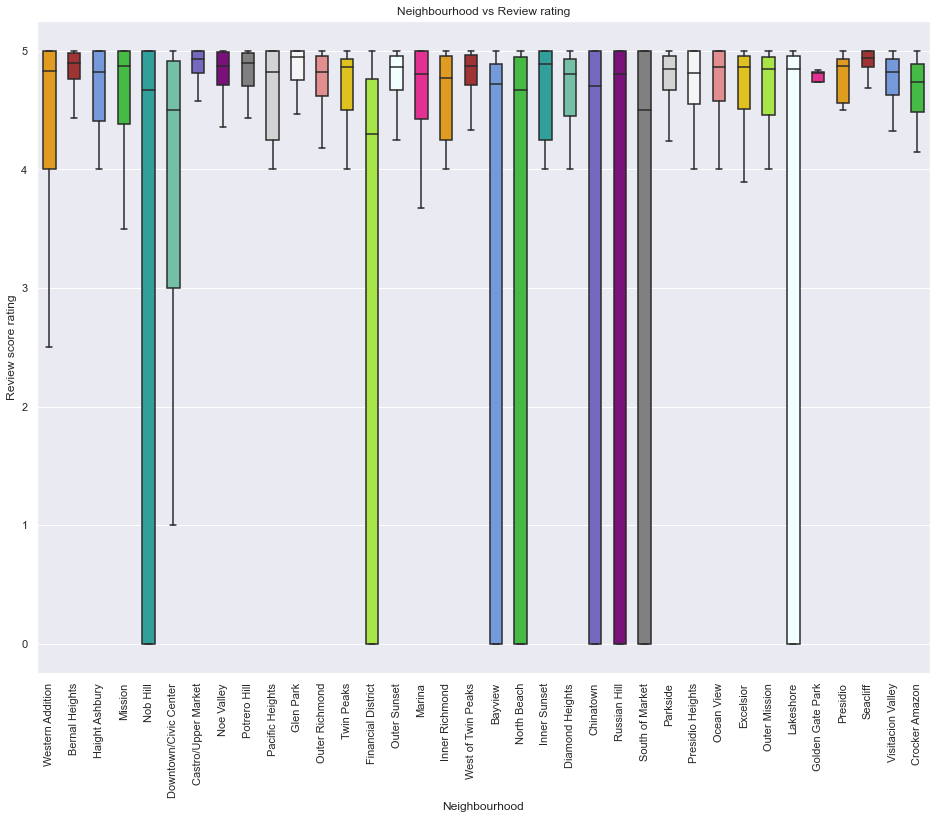 Neighbourhood vs Review rating
5
4
3
2
1
0
Review score rating
Western Addition
Bernal Heights
Haight Ashbury
Mission
Nob Hill
Downtown/Civic Center
Castro/Upper Market
Noe Valley
Potrero Hill
Pacific Heights
Glen Park
Outer Richmond
Twin Peaks
Financial District
Outer Sunset
Marina
Inner Richmond
West of Twin Peaks
Bayview
North Beach
Inner Sunset
Diamond Heights
Chinatown
Russian Hill
South of Market
Parkside
Presidio Heights
Ocean View
Excelsior
Outer Mission
Lakeshore
Golden Gate Park
Presidio
Seacliff
Visitacion Valley
Crocker Amazon
Neighbourhood